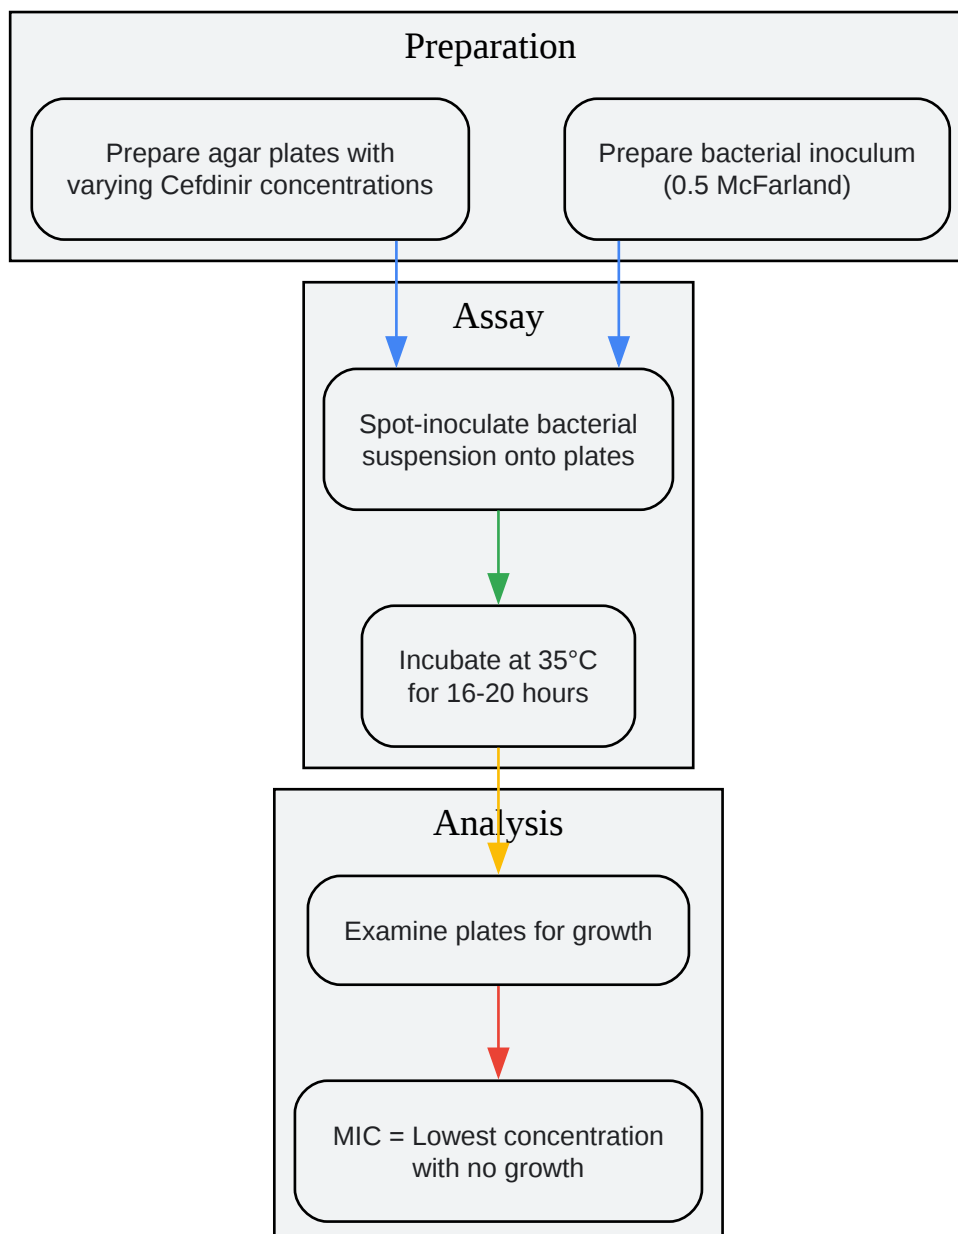 Preparation
Prepare agar plates with
varying Cefdinir concentrations
Prepare bacterial inoculum
(0.5 McFarland)
Assay
Spot-inoculate bacterial
suspension onto plates
Incubate at 35°C
for 16-20 hours
Analysis
Examine plates for growth
MIC = Lowest concentration
with no growth